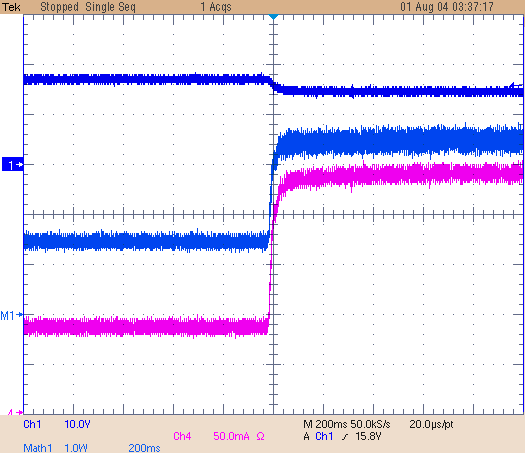 Tek Stopped Single Seq 1 Acqs 01 Aug 04 03:37:17
1
M1
4
Ch1 10.0V M 200ms 50.0kS/s 20.0µs/pt
Ch4 50.0mA Ω A Ch1 / 15.8V
Math1 1.0W 200ms